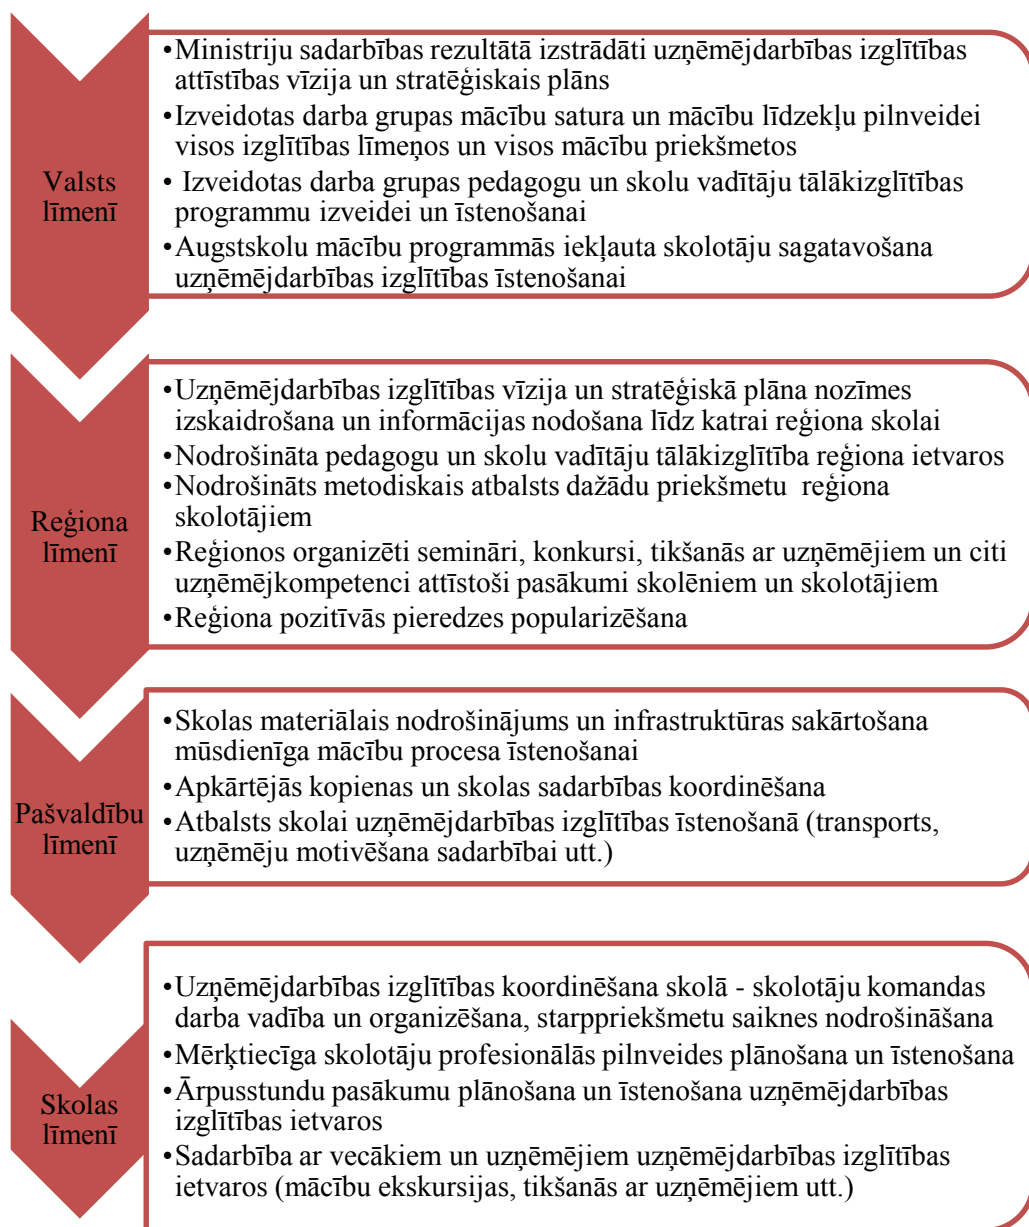 Valsts
līmenī
•Ministriju sadarbības rezultātā izstrādāti uzņēmējdarbības izglītības
attīstības vīzija un stratēģiskais plāns
•Izveidotas darba grupas mācību satura un mācību līdzekļu pilnveidei
visos izglītības līmeņos un visos mācību priekšmetos
• Izveidotas darba grupas pedagogu un skolu vadītāju tālākizglītības
programmu izveidei un īstenošanai
•Augstskolu mācību programmās iekļauta skolotāju sagatavošana
uzņēmējdarbības izglītības īstenošanai
Reģiona
līmenī
•Uzņēmējdarbības izglītības vīzija un stratēģiskā plāna nozīmes
izskaidrošana un informācijas nodošana līdz katrai reģiona skolai
•Nodrošināta pedagogu un skolu vadītāju tālākizglītība reģiona ietvaros
•Nodrošināts metodiskais atbalsts dažādu priekšmetu reģiona
skolotājiem
•Reģionos organizēti semināri, konkursi, tikšanās ar uzņēmējiem un citi
uzņēmējkompetenci attīstoši pasākumi skolēniem un skolotājiem
•Reģiona pozitīvās pieredzes popularizēšana
Pašvaldību
līmenī
•Skolas materiālais nodrošinājums un infrastruktūras sakārtošana
mūsdienīga mācību procesa īstenošanai
•Apkārtējās kopienas un skolas sadarbības koordinēšana
•Atbalsts skolai uzņēmējdarbības izglītības īstenošanā (transports,
uzņēmēju motivēšana sadarbībai utt.)
Skolas
līmenī
•Uzņēmējdarbības izglītības koordinēšana skolā - skolotāju komandas
darba vadība un organizēšana, starppriekšmetu saiknes nodrošināšana
•Mērķtiecīga skolotāju profesionālās pilnveides plānošana un īstenošana
•Ārpusstundu pasākumu plānošana un īstenošana uzņēmējdarbības
izglītības ietvaros
•Sadarbība ar vecākiem un uzņēmējiem uzņēmējdarbības izglītības
ietvaros (mācību ekskursijas, tikšanās ar uzņēmējiem utt.)